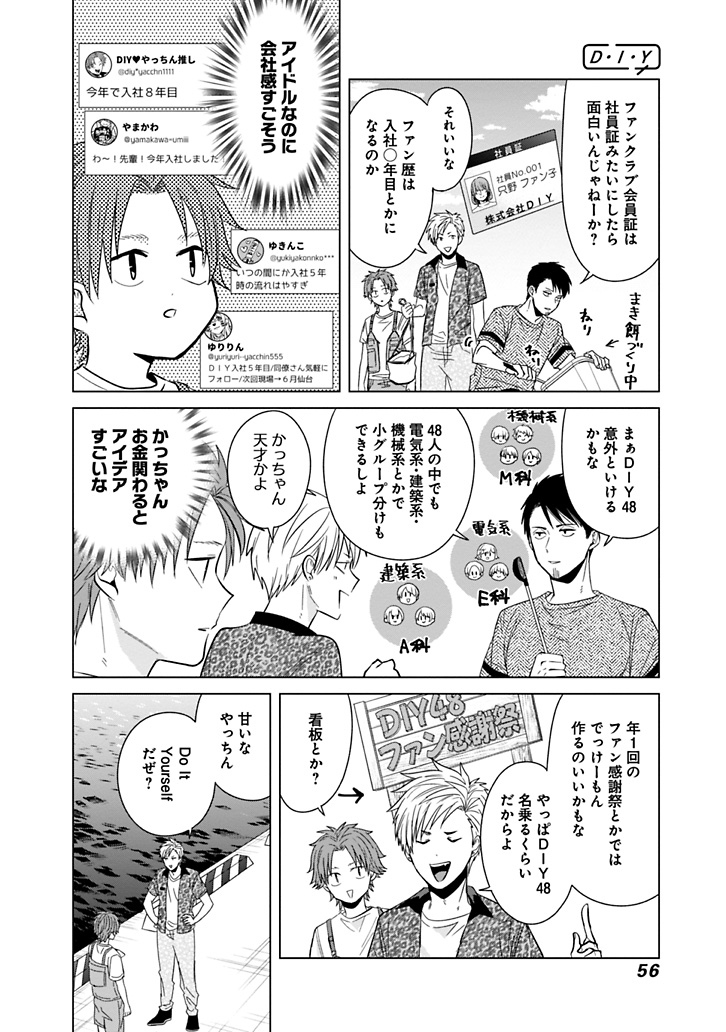 D・I・Y
ファンクラブ会員証は
社員証みたいにしたら
面白いんじゃねーか?
それいいな
ファン歴は
入社〇年目とかに
なるのか
社員証
社員No.001
只野 ファン子
株式会社DIY
まき餌づくり中
ねり
ねり
アイドルなのに
会社感すごそう
DIY♥やっちん推し
@diy*yacchn1111
今年で入社8年目
やまかわ
@yamakawa-umiii
わ〜!先輩!今年入社しました
ゆきんこ
@yukiyakonnko***
いつの間にか入社5年
時の流れはやすぎ
ゆりりん
@yuriyuri-yacchin555
DIY入社5年目/同僚さん気軽に
フォロー/次回現場→6月仙台
まぁDIY48
意外といける
かもな
機械系
M科
電気系
E科
建築系
A科
48人の中でも
電気系・建築系・
機械系とかで
小グループ分けも
できるしよ
かっちゃん
天才かよ
かっちゃん
お金関わると
アイデア
すごいな
年1回の
ファン感謝祭とかでは
でっけーもん
作るのいいかもな
やっぱDIY48
名乗るくらい
だからよ
DIY48
ファン感謝祭
看板とか?
甘いな
やっちん
Do It
Yourself
だぜ?
56